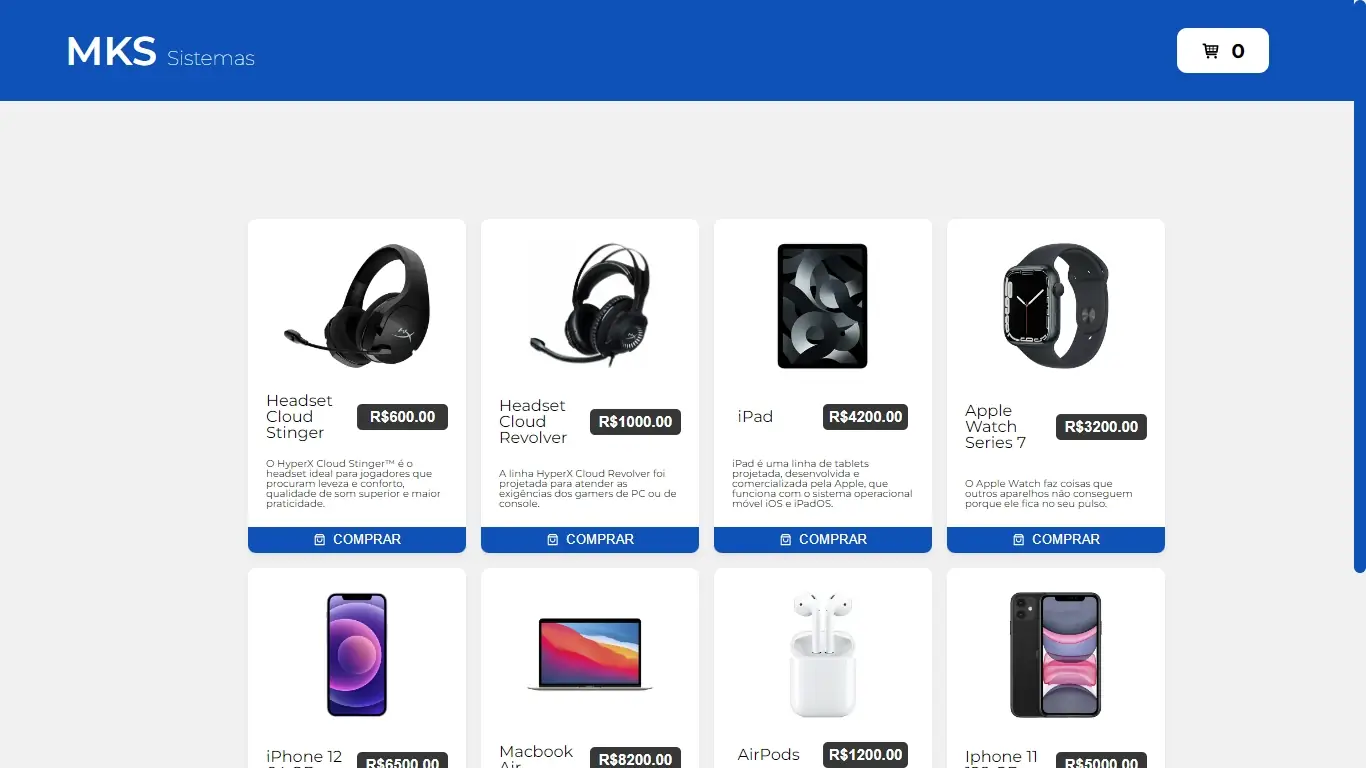 MKS Sistemas
0
Headset
Cloud
Stinger
R$600.00
O HyperX Cloud Stinger™ é o
headset ideal para jogadores que
procuram leveza e conforto,
qualidade de som superior e maior
praticidade.
COMPRAR
Headset
Cloud
Revolver
R$1000.00
A linha HyperX Cloud Revolver foi
projetada para atender as
exigências dos gamers de PC ou de
console.
COMPRAR
iPad
R$4200.00
iPad é uma linha de tablets
projetada, desenvolvida e
comercializada pela Apple, que
funciona com o sistema operacional
móvel iOS e iPadOS.
COMPRAR
Apple
Watch
Series 7
R$3200.00
O Apple Watch faz coisas que
outros aparelhos não conseguem
porque ele fica no seu pulso.
COMPRAR
iPhone 12
R$6500.00
Macbook
Air
R$8200.00
AirPods
R$1200.00
Iphone 11
R$5000.00